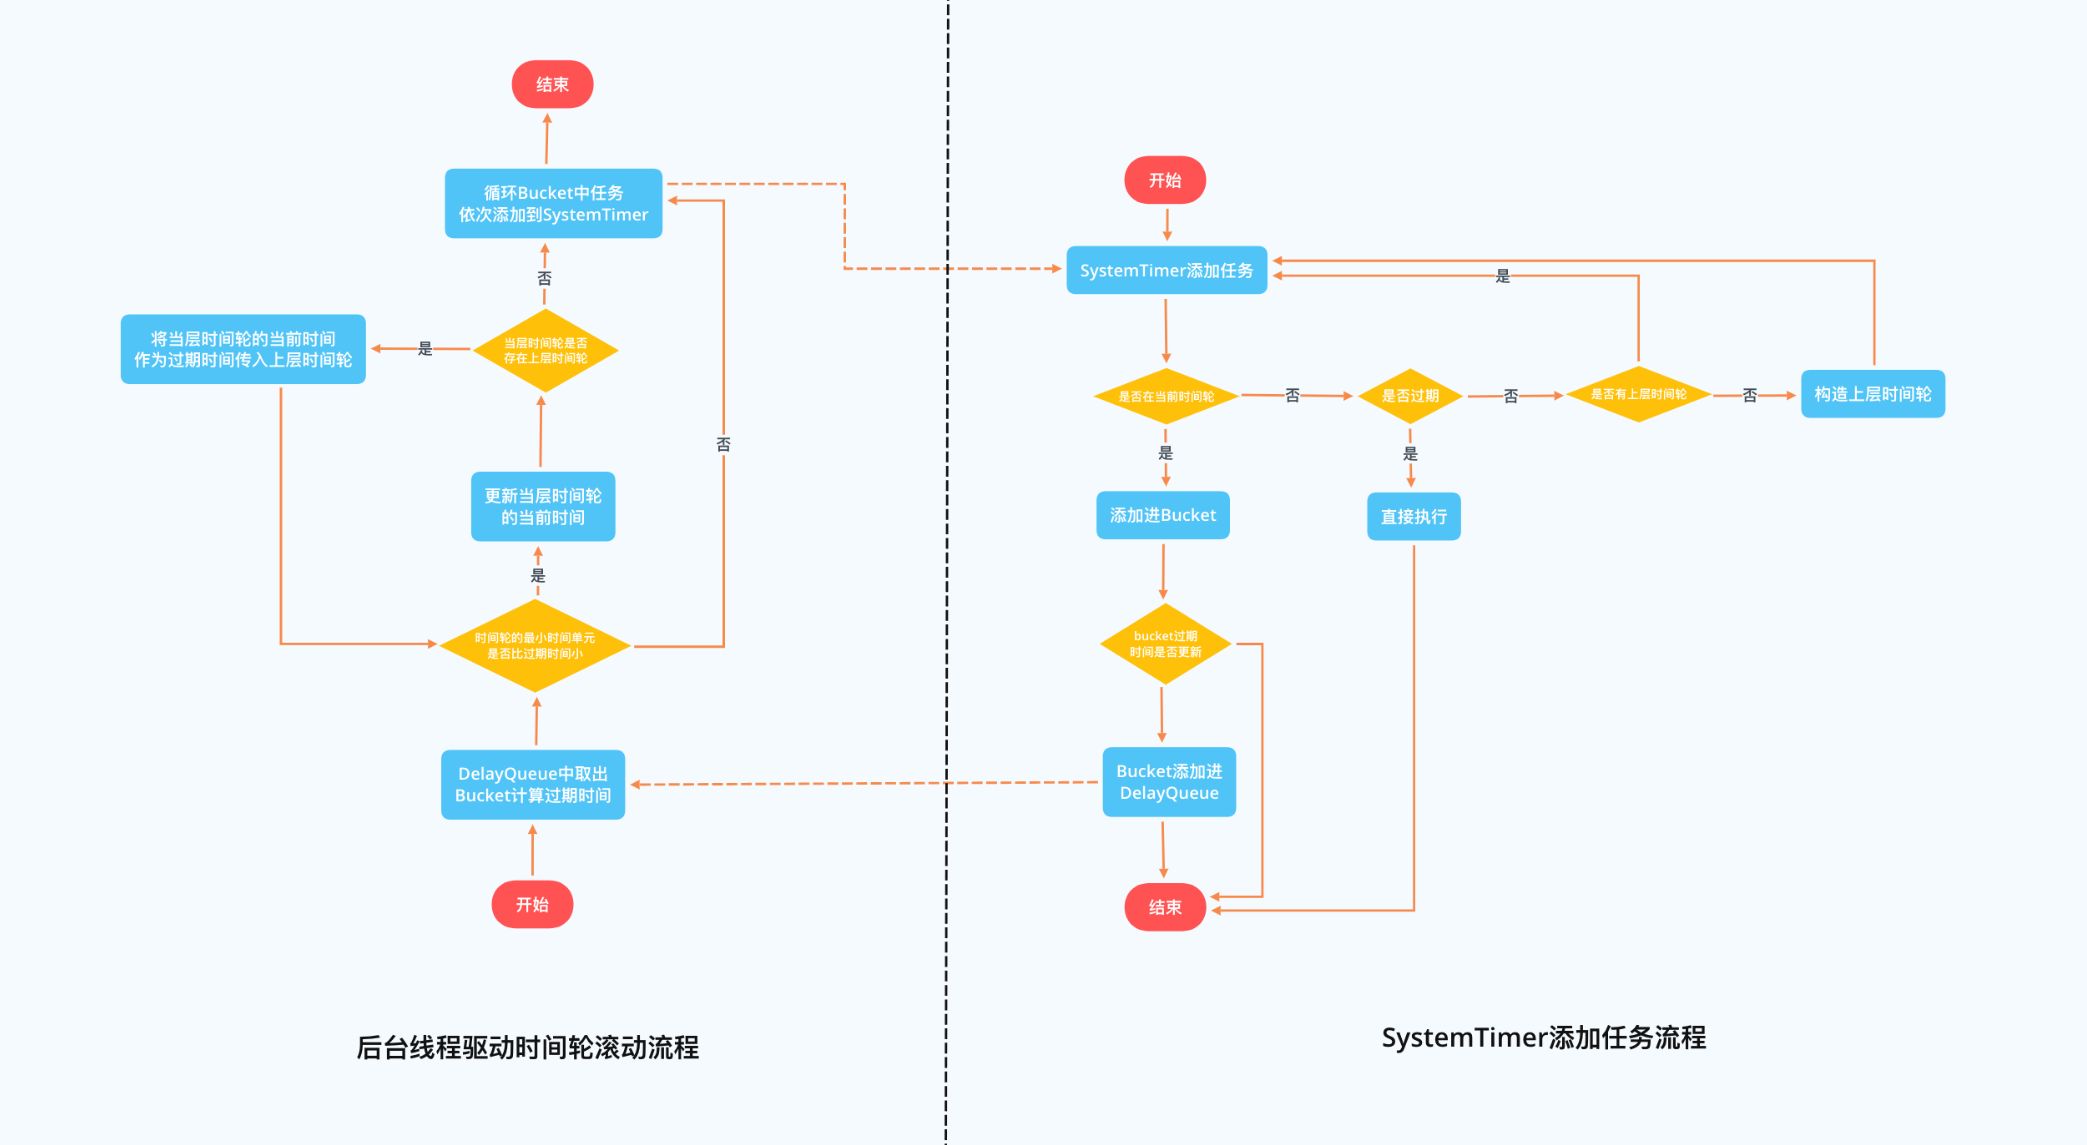 结束
循环Bucket中任务
依次添加到SystemTimer
否
当层时间轮是否
存在上层时间轮
是
将当层时间轮的当前时间
作为过期时间传入上层时间轮
否
更新当层时间轮
的当前时间
是
时间轮的最小时间单元
是否比过期时间小
DelayQueue中取出
Bucket计算过期时间
开始
后台线程驱动时间轮滚动流程
开始
SystemTimer添加任务
是
是否在当前时间轮
否
是否过期
否
是否有上层时间轮
否
构造上层时间轮
是
是
添加进Bucket
直接执行
bucket过期
时间是否更新
Bucket添加进
DelayQueue
结束
SystemTimer添加任务流程